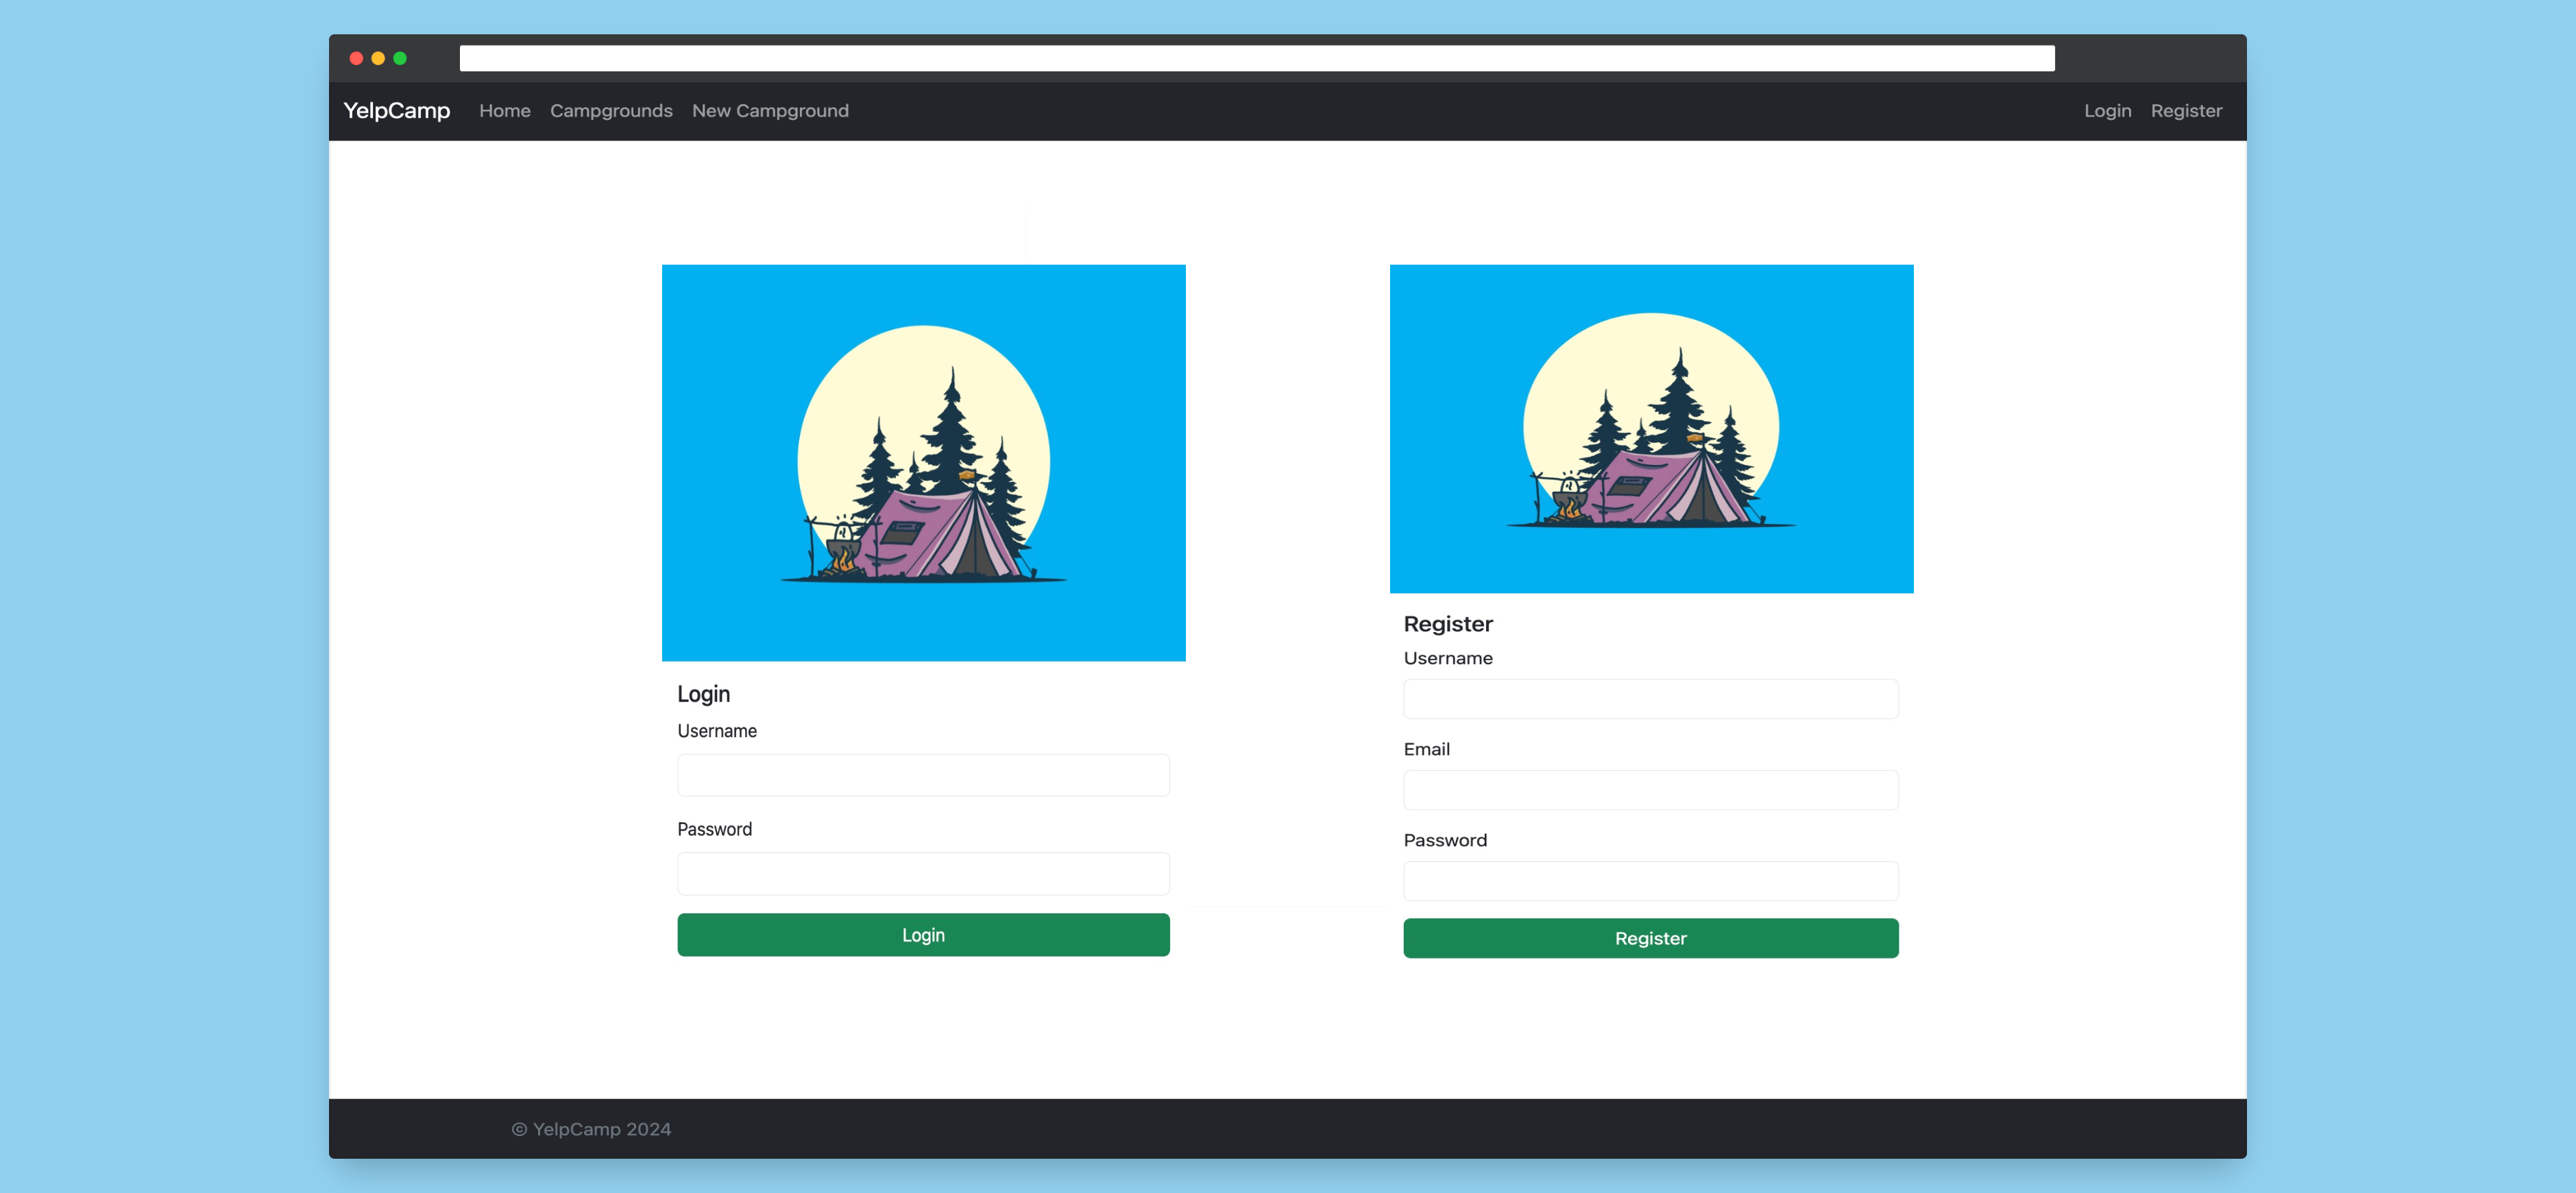 YelpCamp Home Campgrounds New Campground Login Register
Login
Username
Password
Login
Register
Username
Email
Password
Register
© YelpCamp 2024